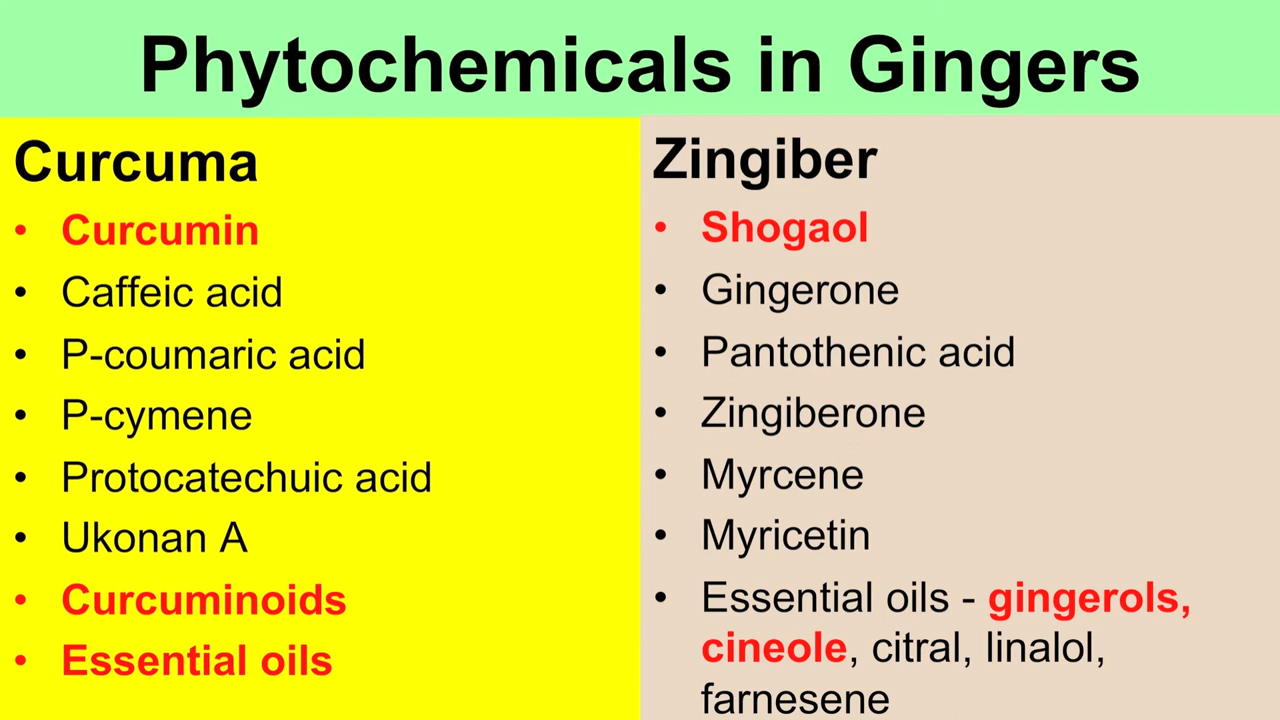 Phytochemicals in Gingers
Curcuma
• Curcumin
• Caffeic acid
• P-coumaric acid
• P-cymene
• Protocatechuic acid
• Ukonan A
• Curcuminoids
• Essential oils
Zingiber
• Shogaol
• Gingerone
• Pantothenic acid
• Zingiberone
• Myrcene
• Myricetin
• Essential oils - gingerols,
cineole, citral, linalol,
farnesene